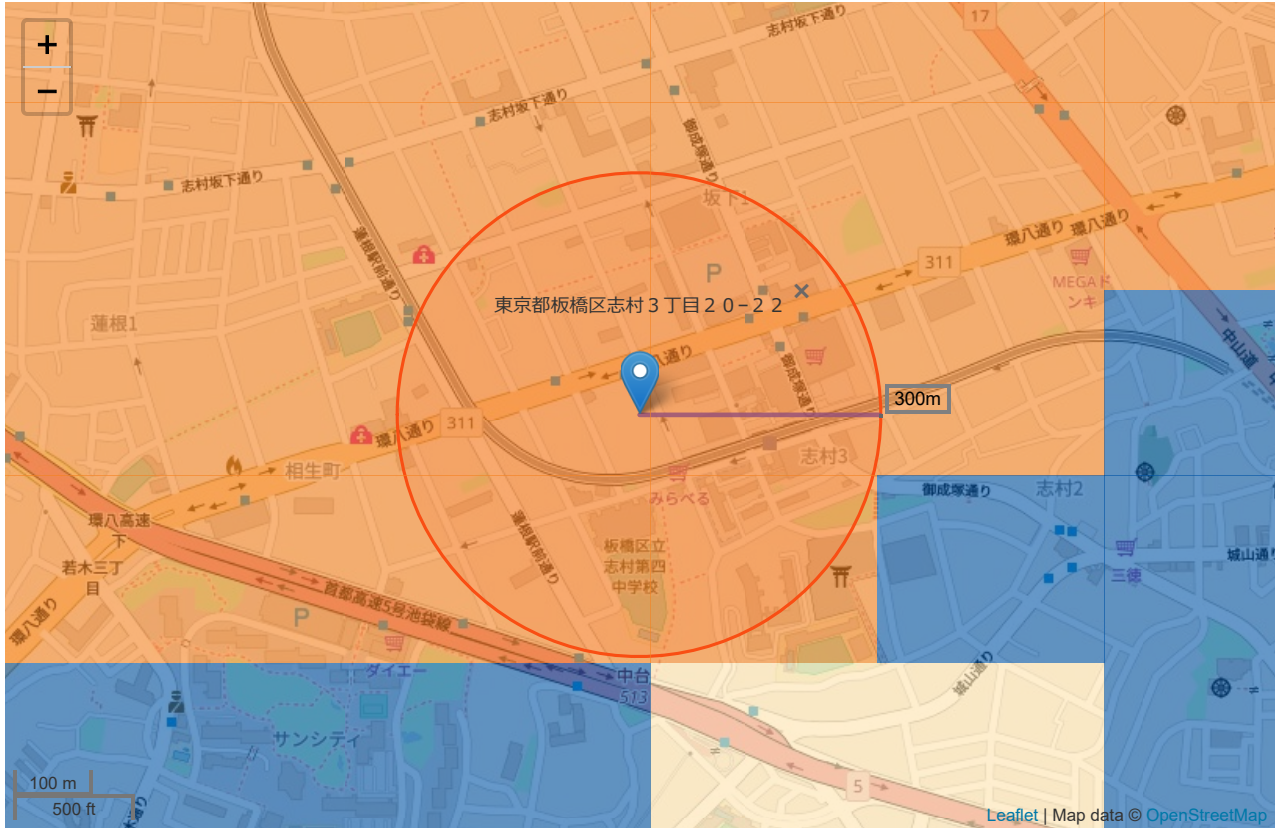 +
−
17
志村坂下通り
志村坂下通り
志村坂下通り
御成塚通り
坂下1
環八通り
環八通り
311
MEGAド
ンキ
蓮根駅前通り
P
東京都板橋区志村３丁目２０−２２
蓮根1
八通り
御成塚通り
中山道
300m
311
環八通り
相生町
志村3
みらべる
御成塚通り
志村2
環八高速
下
若木三丁
目
蓮根駅前通り
板橋区立
志村第四
中学校
城山通り
三徳
環八通り
P
首都高速5号池袋線
ダイエー
中台
513
城山通り
サンシティ
5
100 m
500 ft
Leaflet | Map data © OpenStreetMap